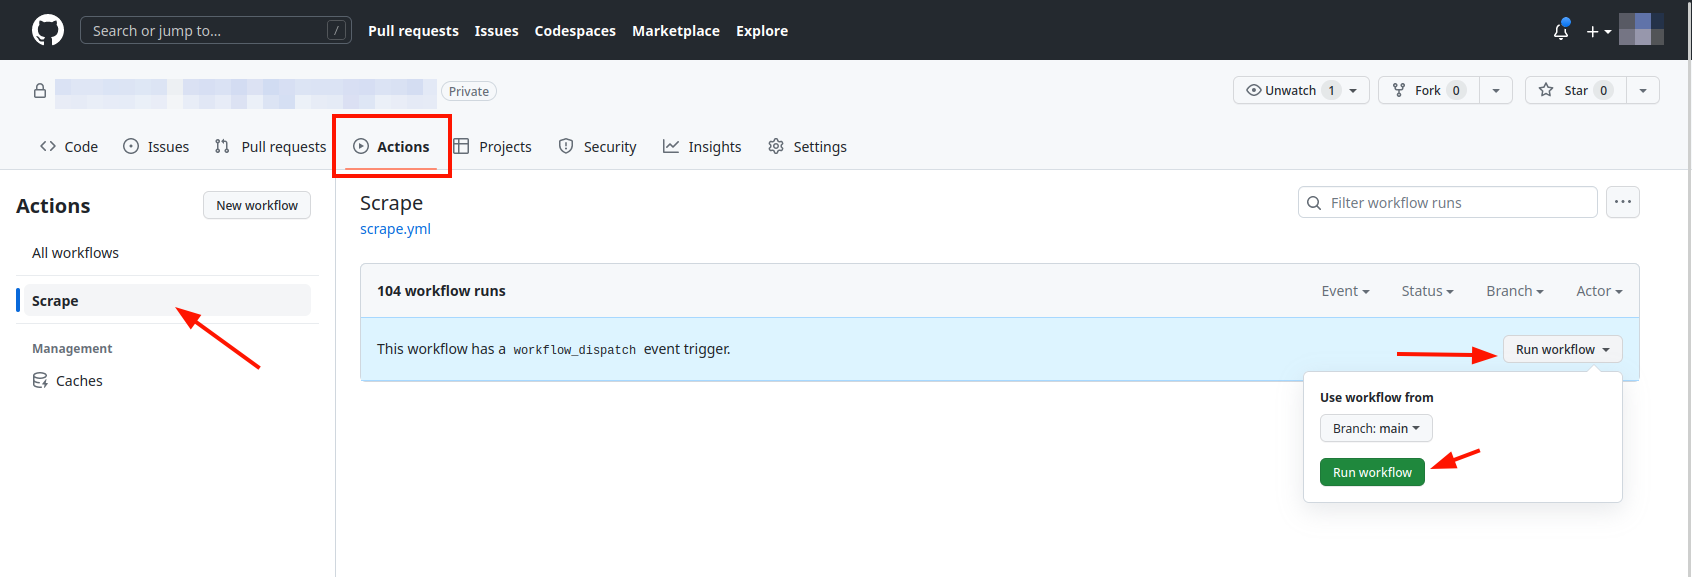 Search or jump to... / Pull requests Issues Codespaces Marketplace Explore
Private Unwatch 1 Fork 0 Star 0
Code Issues Pull requests Actions Projects Security Insights Settings
Actions New workflow
All workflows
Scrape
Management
Caches
Scrape
scrape.yml
Filter workflow runs
104 workflow runs Event Status Branch Actor
This workflow has a workflow_dispatch event trigger. Run workflow
Use workflow from
Branch: main
Run workflow